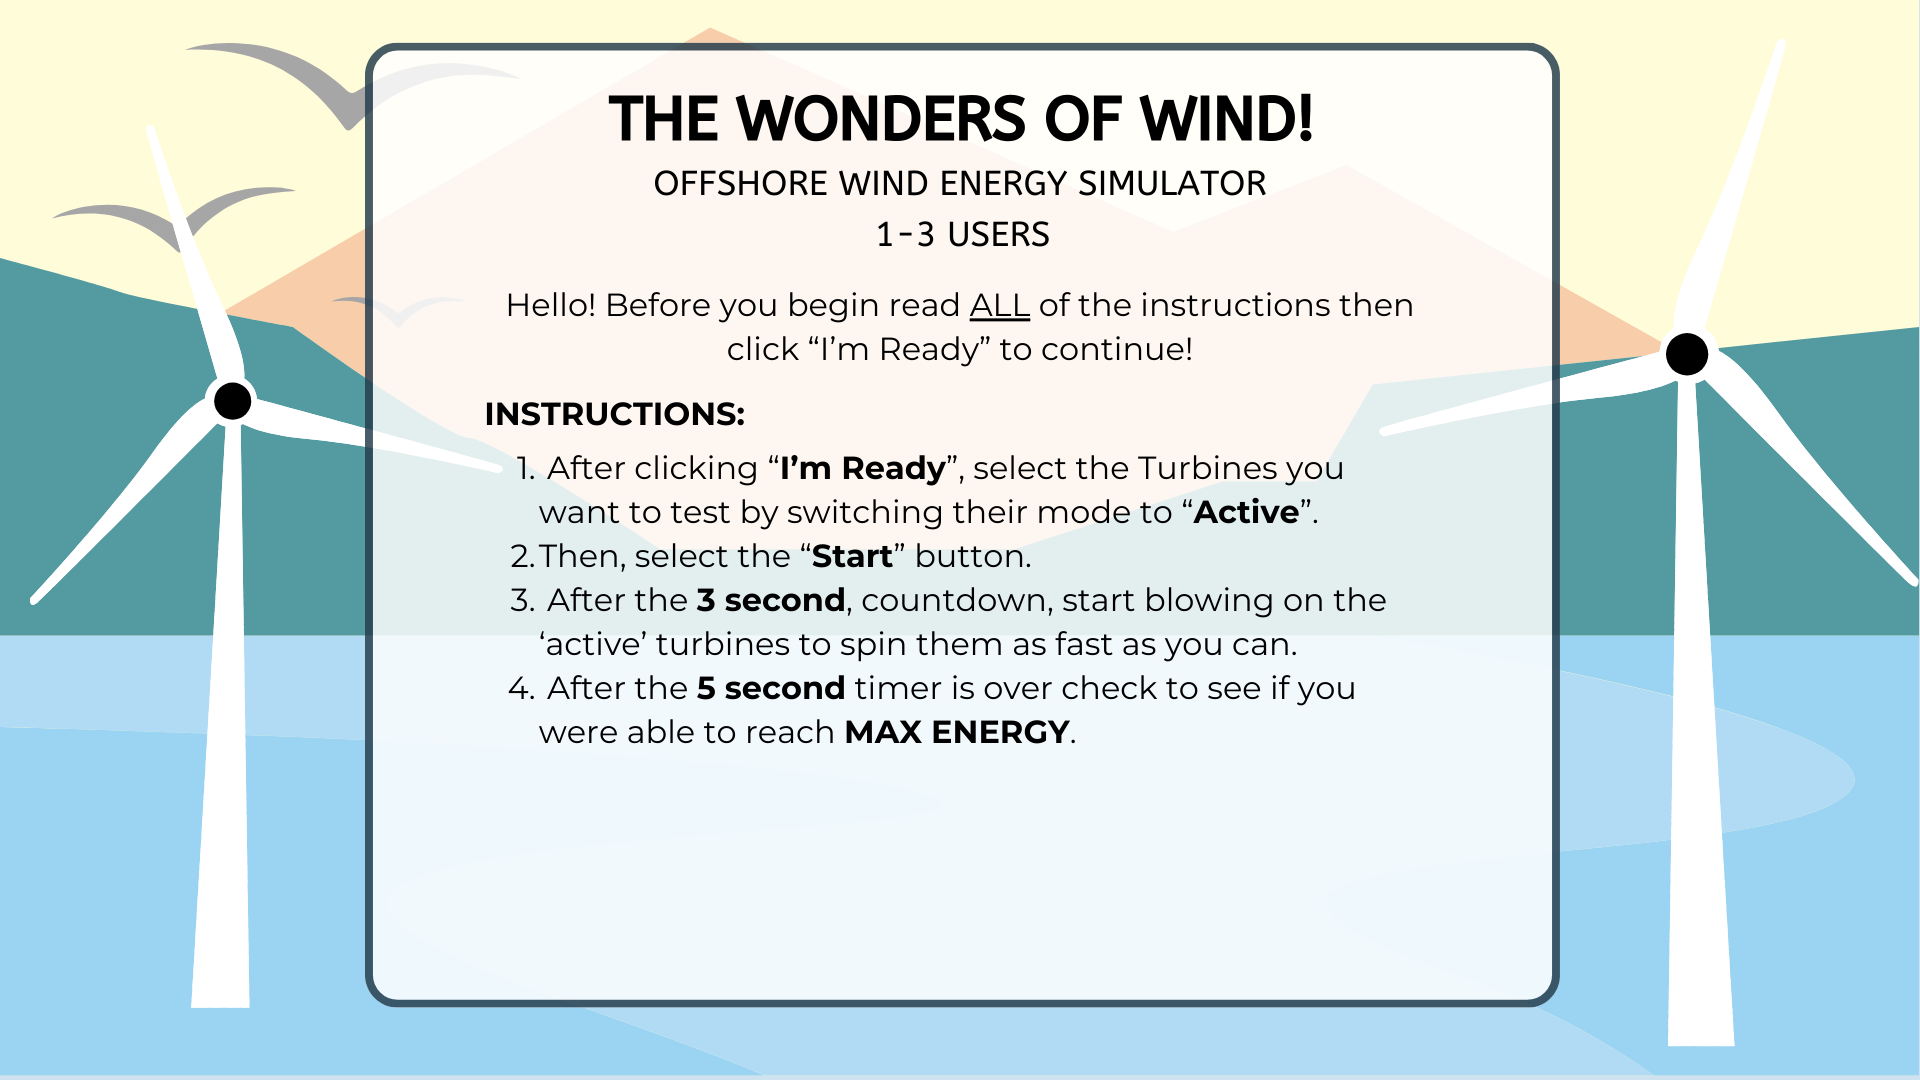 THE WONDERS OF WIND!
OFFSHORE WIND ENERGY SIMULATOR
1-3 USERS
Hello! Before you begin read ALL of the instructions then
click “I’m Ready” to continue!
INSTRUCTIONS:
1. After clicking “I’m Ready”, select the Turbines you
want to test by switching their mode to “Active”.
2. Then, select the “Start” button.
3. After the 3 second, countdown, start blowing on the
‘active’ turbines to spin them as fast as you can.
4. After the 5 second timer is over check to see if you
were able to reach MAX ENERGY.